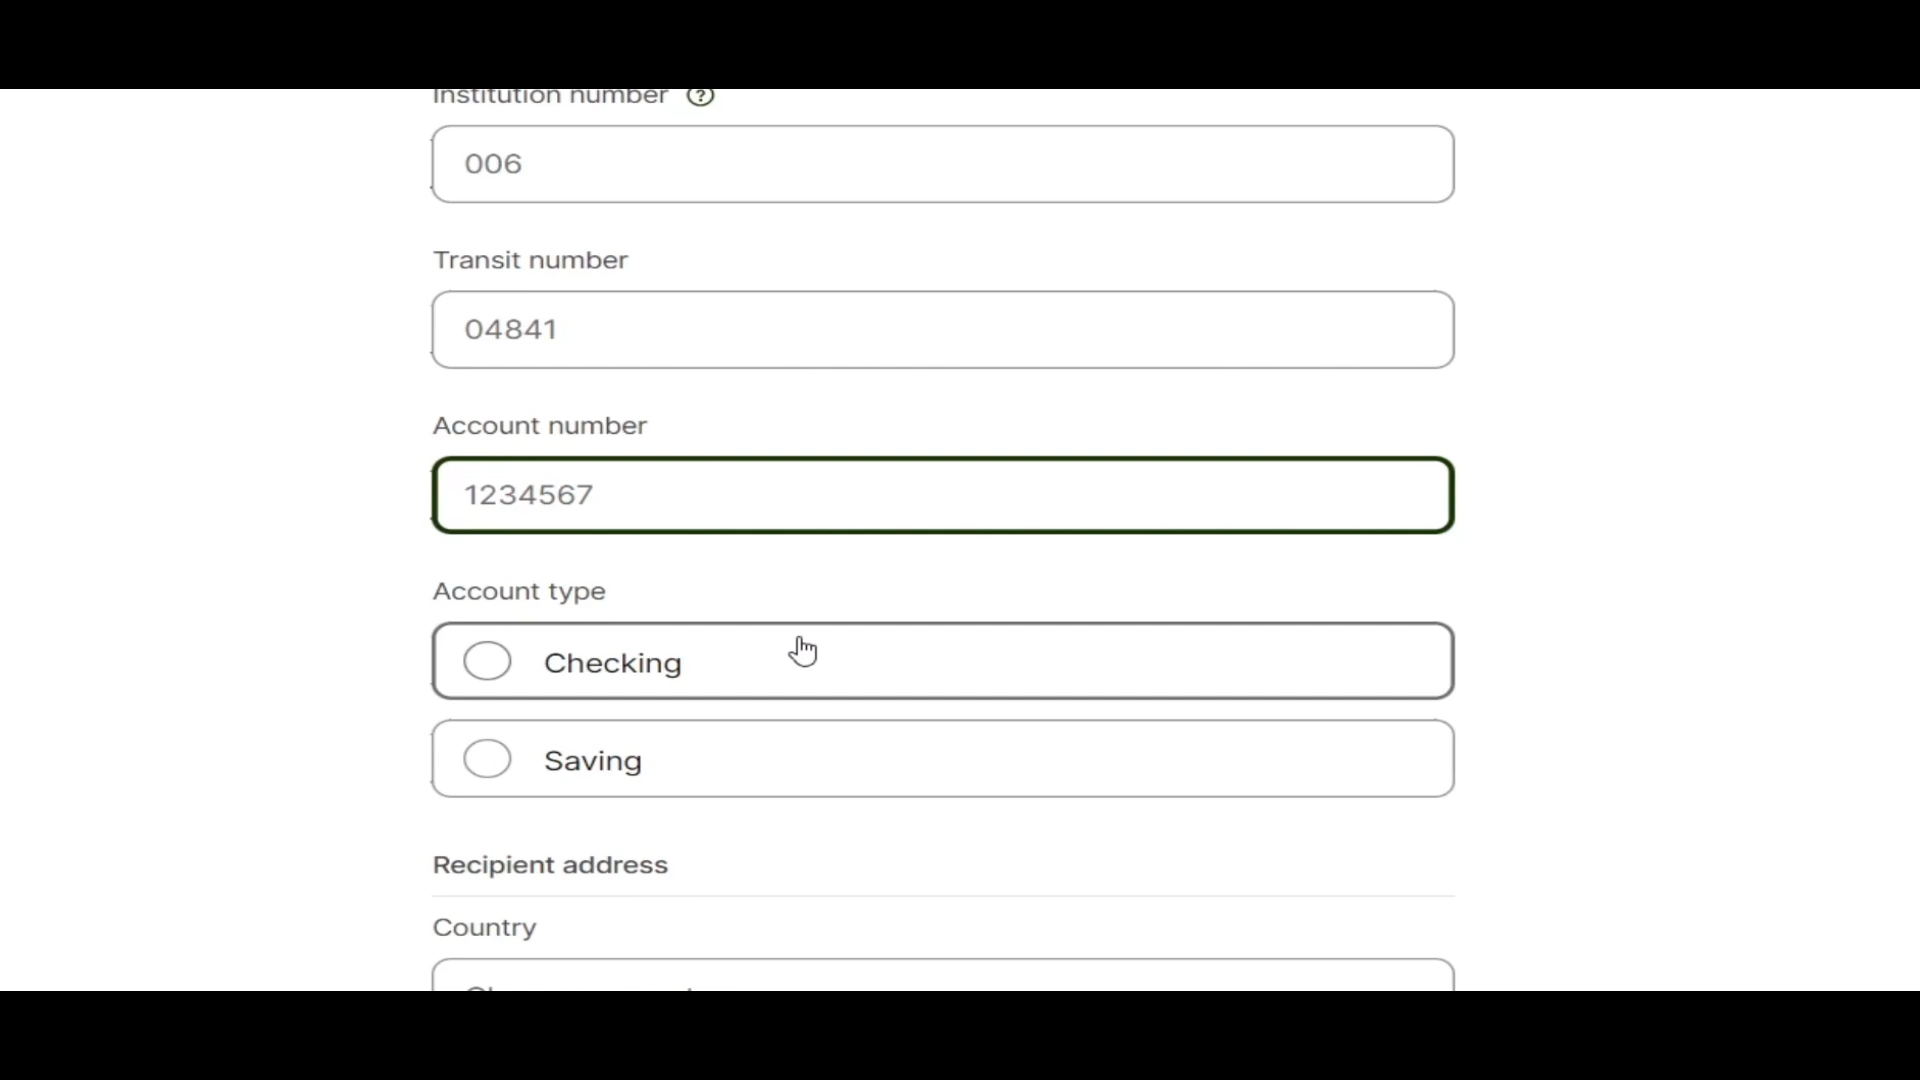 Institution number ?
006
Transit number
04841
Account number
1234567
Account type
Checking
Saving
Recipient address
Country